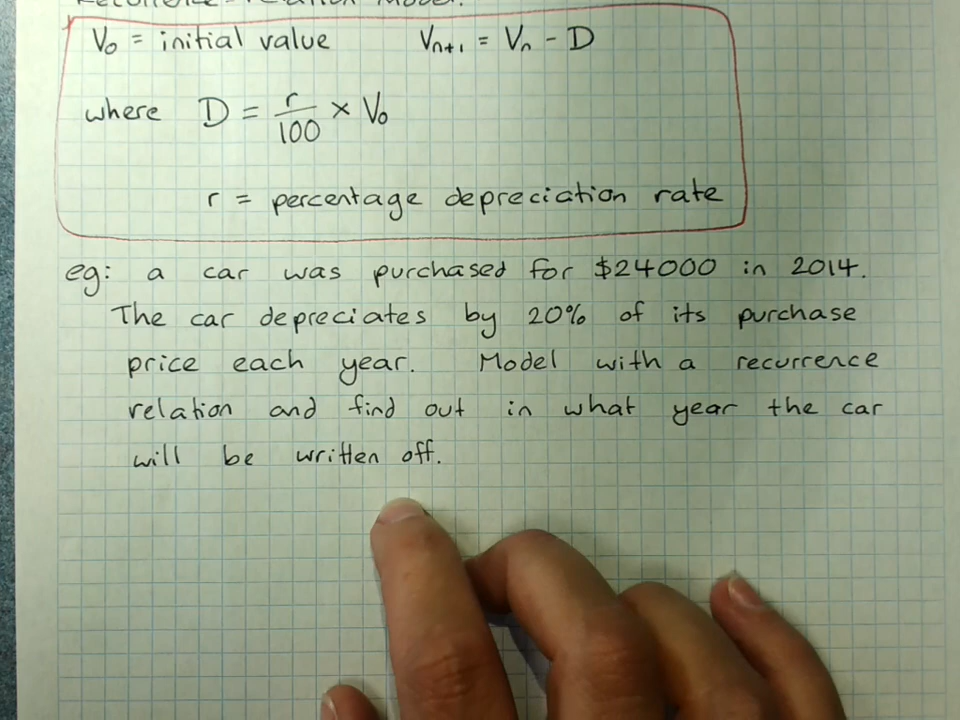 V₀ = initial value Vₙ₊₁ = Vₙ - D
where D = r/100 × V₀
r = percentage depreciation rate
eg: a car was purchased for $24000 in 2014.
The car depreciates by 20% of its purchase
price each year. Model with a recurrence
relation and find out in what year the car
will be written off.